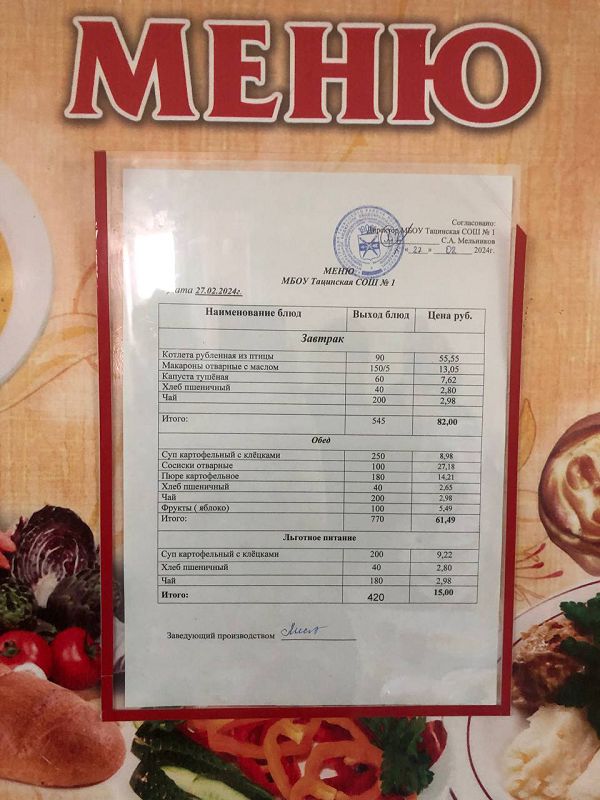 МЕНЮ
Согласовано:
Директор МБОУ Тацинская СОШ № 1
С.А. Мельников
« 27 » 02 2024г.
МЕНЮ
МБОУ Тацинская СОШ № 1
дата 27.02.2024г.
Наименование блюд Выход блюд Цена руб.
Завтрак
Котлета рубленная из птицы 90 55,55
Макароны отварные с маслом 150/5 13,05
Капуста тушёная 60 7,62
Хлеб пшеничный 40 2,80
Чай 200 2,98
Итого: 545 82,00
Обед
Суп картофельный с клёцками 250 8,98
Сосиски отварные 100 27,18
Пюре картофельное 180 14,21
Хлеб пшеничный 40 2,65
Чай 200 2,98
Фрукты ( яблоко) 100 5,49
Итого: 770 61,49
Льготное питание
Суп картофельный с клёцками 200 9,22
Хлеб пшеничный 40 2,80
Чай 180 2,98
Итого: 420 15,00
Заведующий производством